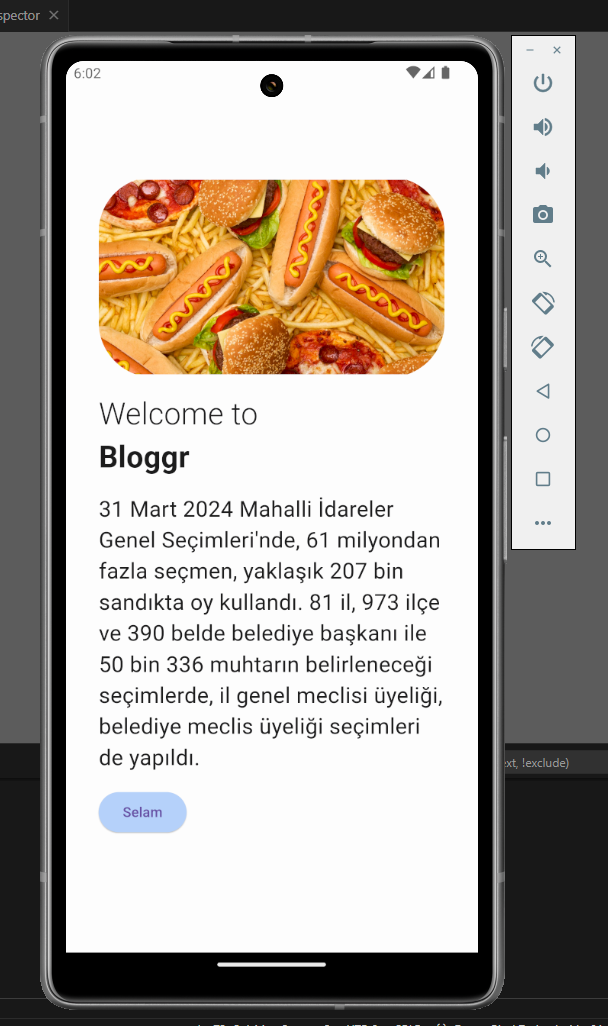 spector
6:02
Welcome to
Bloggr
31 Mart 2024 Mahalli İdareler
Genel Seçimleri'nde, 61 milyondan
fazla seçmen, yaklaşık 207 bin
sandıkta oy kullandı. 81 il, 973 ilçe
ve 390 belde belediye başkanı ile
50 bin 336 muhtarın belirleneceği
seçimlerde, il genel meclisi üyeliği,
belediye meclis üyeliği seçimleri
de yapıldı.
ext, !exclude)
Selam